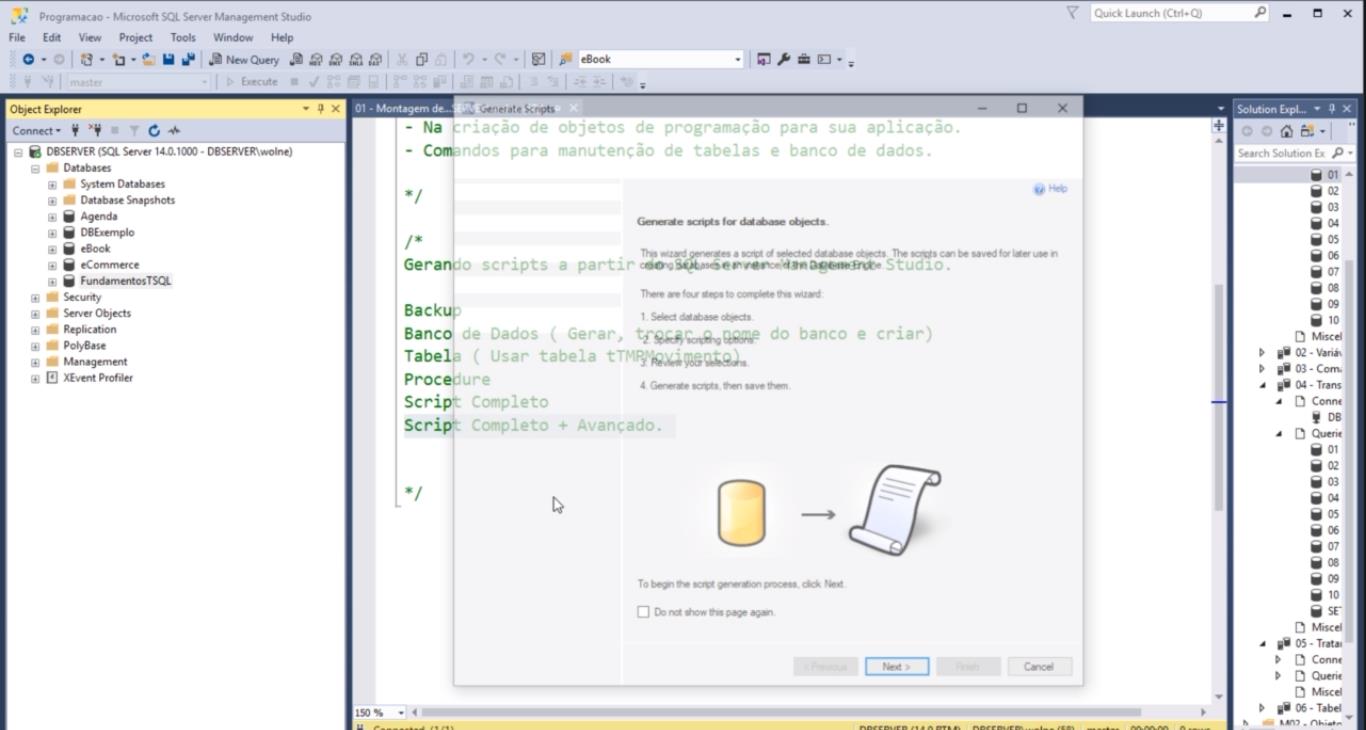 Programacao - Microsoft SQL Server Management Studio
Quick Launch (Ctrl+Q)
File Edit View Project Tools Window Help
New Query
eBook
master
Execute
Object Explorer
Connect
DBSERVER (SQL Server 14.0.1000 - DBSERVER\wolne)
Databases
System Databases
Database Snapshots
Agenda
DBExemplo
eBook
eCommerce
FundamentosTSQL
Security
Server Objects
Replication
PolyBase
Management
XEvent Profiler
01 - Montagem de...
Generate Scripts
- Na criação de objetos de programação para sua aplicação.
- Comandos para manutenção de tabelas e banco de dados.
*/
/*
Gerando scripts a partir do SQL Server Management Studio.
Backup
Banco de Dados ( Gerar, trocar o nome do banco e criar)
Tabela ( Usar tabela tTMPMovimento)
Procedure
Script Completo
Script Completo + Avançado.
*/
Help
Generate scripts for database objects.
This wizard generates a script of selected database objects. The scripts can be saved for later use in
creating databases in an instance of the Database Engine.
There are four steps to complete this wizard:
1. Select database objects.
2. Specify scripting options.
3. Review your selections.
4. Generate scripts, then save them.
To begin the script generation process, click Next.
Do not show this page again.
< Previous Next > Finish Cancel
150 %
Connected. (1/1)
DBSERVER (14.0 RTM) DBSERVER\wolne (58) master 00:00:00 0 rows
Solution Expl...
Search Solution Ex
01
02
03
04
05
06
07
08
09
10
Miscel
02 - Variáv
03 - Com
04 - Trans
Conne
DB
Querie
01
02
03
04
05
06
07
08
09
10
SE
Miscel
05 - Trata
Conne
Querie
Miscel
06 - Tabel
M02 - Objeto